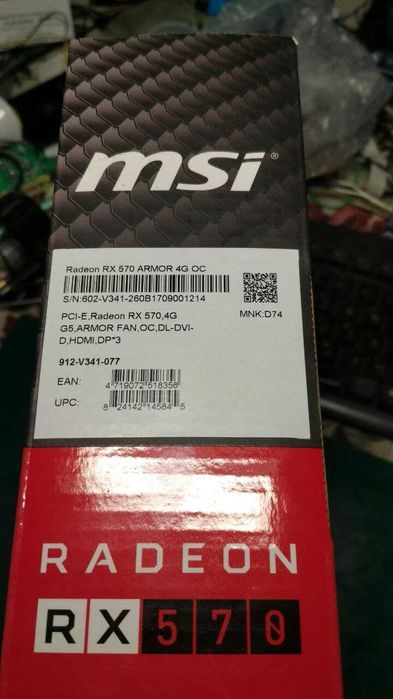 msi®
Radeon RX 570 ARMOR 4G OC
S/N:602-V341-260B1709001214
PCI-E,Radeon RX 570,4G
G5,ARMOR FAN,OC,DL-DVI-
D,HDMI,DP*3
MNK:D74
912-V341-077
EAN:
4 719072 518356
UPC:
8 24142 14584 5
RADEON
RX570